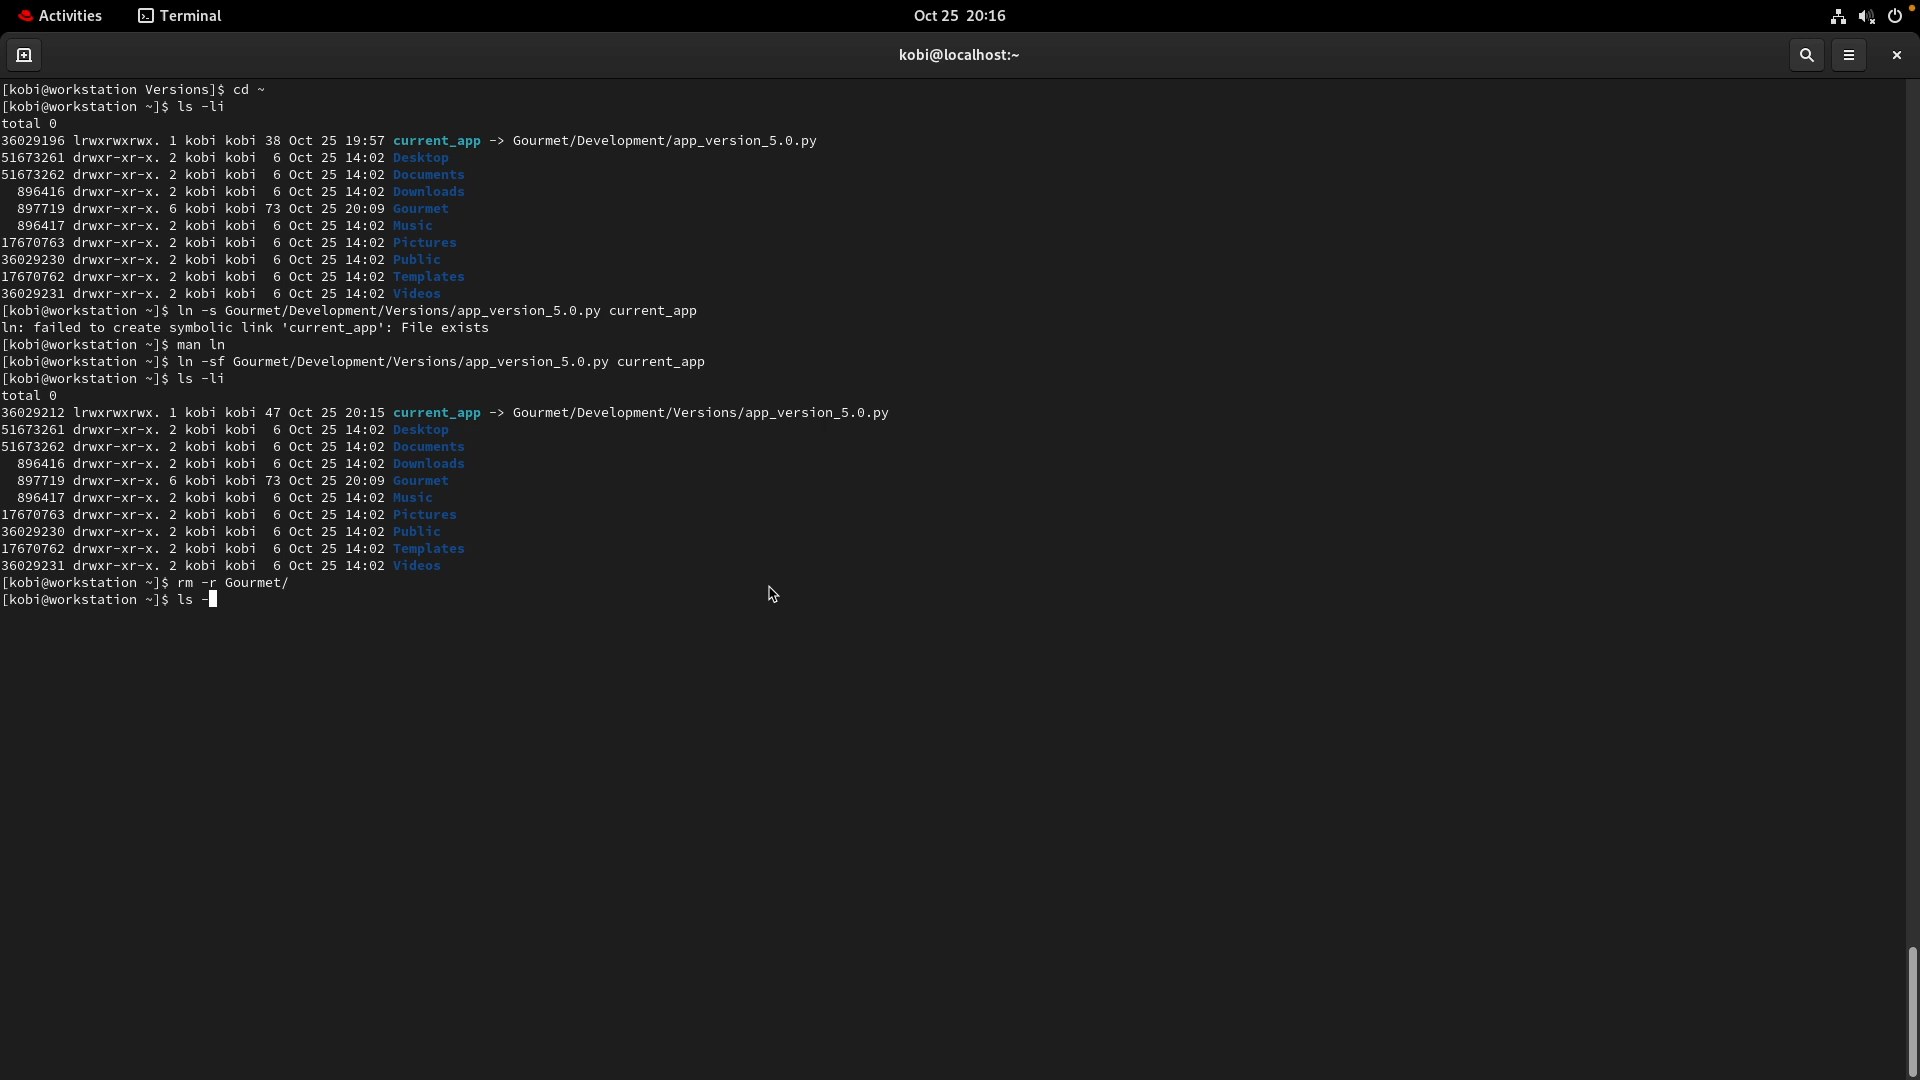 Activities Terminal Oct 25 20:16
kobi@localhost:~
[kobi@workstation Versions]$ cd ~
[kobi@workstation ~]$ ls -li
total 0
36029196 lrwxrwxrwx. 1 kobi kobi 38 Oct 25 19:57 current_app -> Gourmet/Development/app_version_5.0.py
51673261 drwxr-xr-x. 2 kobi kobi  6 Oct 25 14:02 Desktop
51673262 drwxr-xr-x. 2 kobi kobi  6 Oct 25 14:02 Documents
  896416 drwxr-xr-x. 2 kobi kobi  6 Oct 25 14:02 Downloads
  897719 drwxr-xr-x. 6 kobi kobi 73 Oct 25 20:09 Gourmet
  896417 drwxr-xr-x. 2 kobi kobi  6 Oct 25 14:02 Music
17670763 drwxr-xr-x. 2 kobi kobi  6 Oct 25 14:02 Pictures
36029230 drwxr-xr-x. 2 kobi kobi  6 Oct 25 14:02 Public
17670762 drwxr-xr-x. 2 kobi kobi  6 Oct 25 14:02 Templates
36029231 drwxr-xr-x. 2 kobi kobi  6 Oct 25 14:02 Videos
[kobi@workstation ~]$ ln -s Gourmet/Development/Versions/app_version_5.0.py current_app
ln: failed to create symbolic link 'current_app': File exists
[kobi@workstation ~]$ man ln
[kobi@workstation ~]$ ln -sf Gourmet/Development/Versions/app_version_5.0.py current_app
[kobi@workstation ~]$ ls -li
total 0
36029212 lrwxrwxrwx. 1 kobi kobi 47 Oct 25 20:15 current_app -> Gourmet/Development/Versions/app_version_5.0.py
51673261 drwxr-xr-x. 2 kobi kobi  6 Oct 25 14:02 Desktop
51673262 drwxr-xr-x. 2 kobi kobi  6 Oct 25 14:02 Documents
  896416 drwxr-xr-x. 2 kobi kobi  6 Oct 25 14:02 Downloads
  897719 drwxr-xr-x. 6 kobi kobi 73 Oct 25 20:09 Gourmet
  896417 drwxr-xr-x. 2 kobi kobi  6 Oct 25 14:02 Music
17670763 drwxr-xr-x. 2 kobi kobi  6 Oct 25 14:02 Pictures
36029230 drwxr-xr-x. 2 kobi kobi  6 Oct 25 14:02 Public
17670762 drwxr-xr-x. 2 kobi kobi  6 Oct 25 14:02 Templates
36029231 drwxr-xr-x. 2 kobi kobi  6 Oct 25 14:02 Videos
[kobi@workstation ~]$ rm -r Gourmet/
[kobi@workstation ~]$ ls -